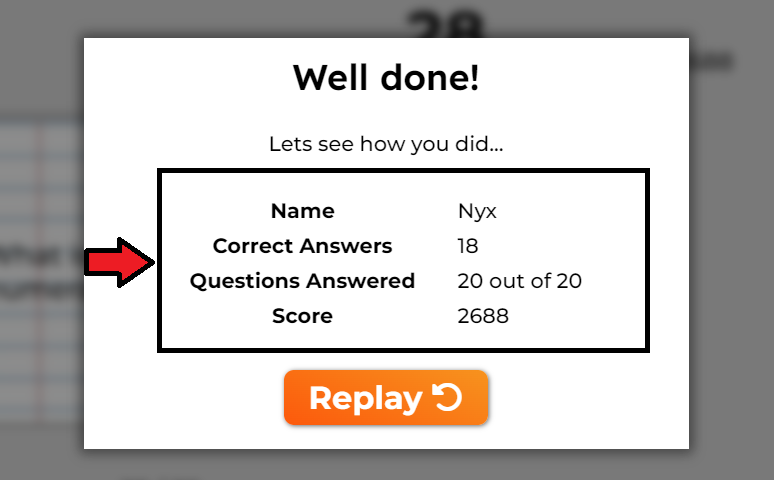 28
Well done!
Lets see how you did...
Name Nyx
Correct Answers 18
Questions Answered 20 out of 20
Score 2688
Replay